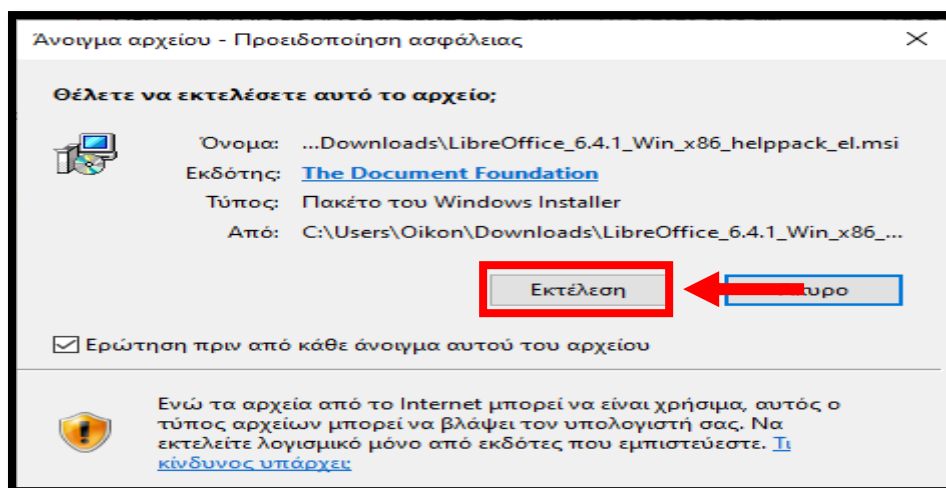 Άνοιγμα αρχείου - Προειδοποίηση ασφάλειας
Θέλετε να εκτελέσετε αυτό το αρχείο;
Όνομα: ...Downloads\LibreOffice_6.4.1_Win_x86_helppack_el.msi
Εκδότης: The Document Foundation
Τύπος: Πακέτο του Windows Installer
Από: C:\Users\Oikon\Downloads\LibreOffice_6.4.1_Win_x86_...
Εκτέλεση
Ερώτηση πριν από κάθε άνοιγμα αυτού του αρχείου
Ενώ τα αρχεία από το Internet μπορεί να είναι χρήσιμα, αυτός ο
τύπος αρχείων μπορεί να βλάψει τον υπολογιστή σας. Να
εκτελείτε λογισμικό μόνο από εκδότες που εμπιστεύεστε. Τι
κίνδυνος υπάρχει;